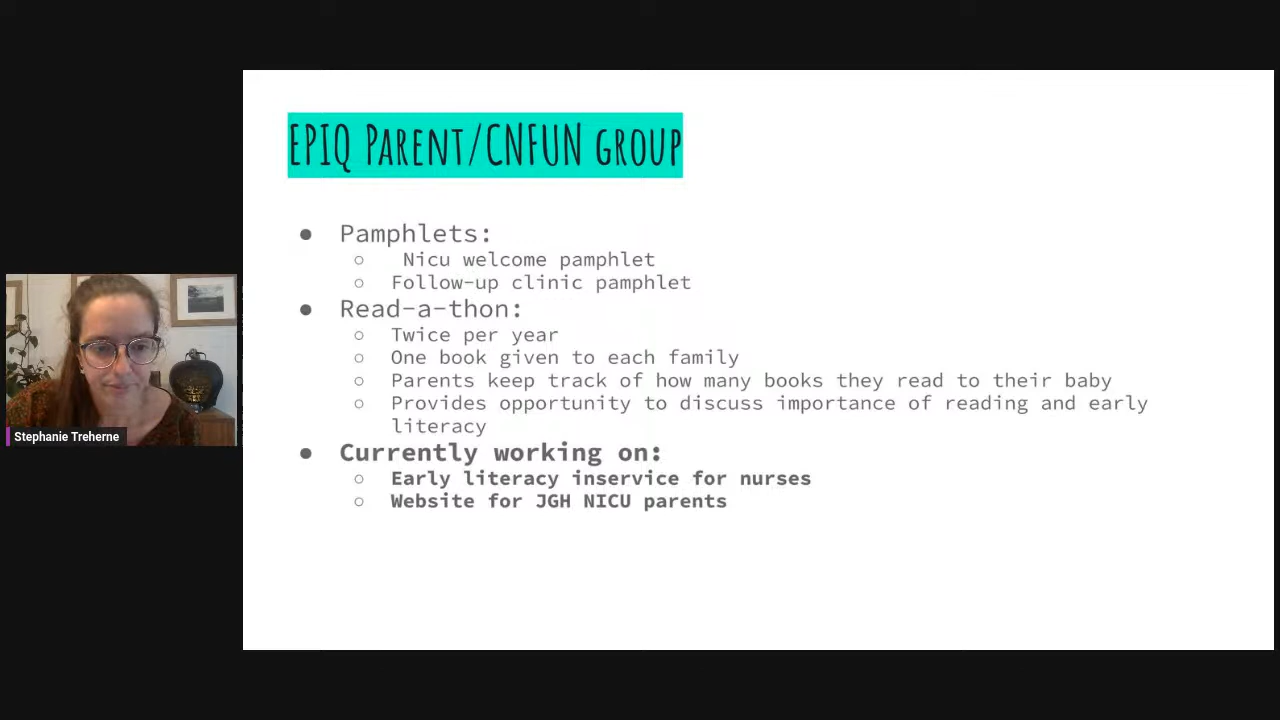 EPIQ Parent/CNFUN group
● Pamphlets:
○ Nicu welcome pamphlet
○ Follow-up clinic pamphlet
● Read-a-thon:
○ Twice per year
○ One book given to each family
○ Parents keep track of how many books they read to their baby
○ Provides opportunity to discuss importance of reading and early
literacy
● Currently working on:
○ Early literacy inservice for nurses
○ Website for JGH NICU parents
Stephanie Treherne